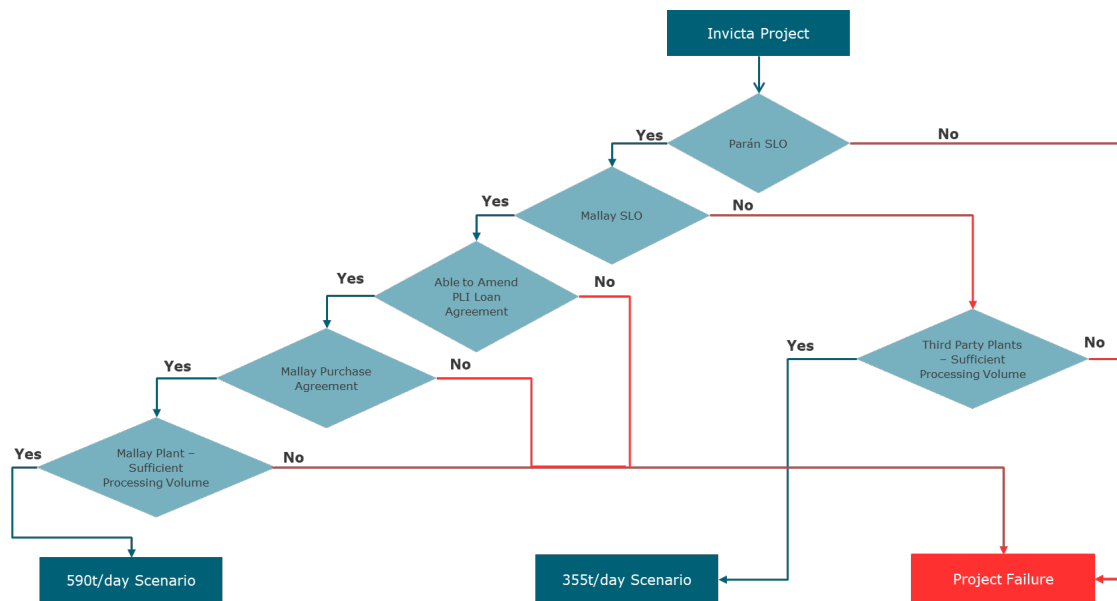 Invicta Project
Yes
No
Parán SLO
Yes
No
Mallay SLO
Yes
No
Able to Amend
PLI Loan
Agreement
Yes
No
Third Party Plants
– Sufficient
Processing Volume
Yes
No
Mallay Purchase
Agreement
Yes
No
Mallay Plant –
Sufficient
Processing Volume
590t/day Scenario
355t/day Scenario
Project Failure